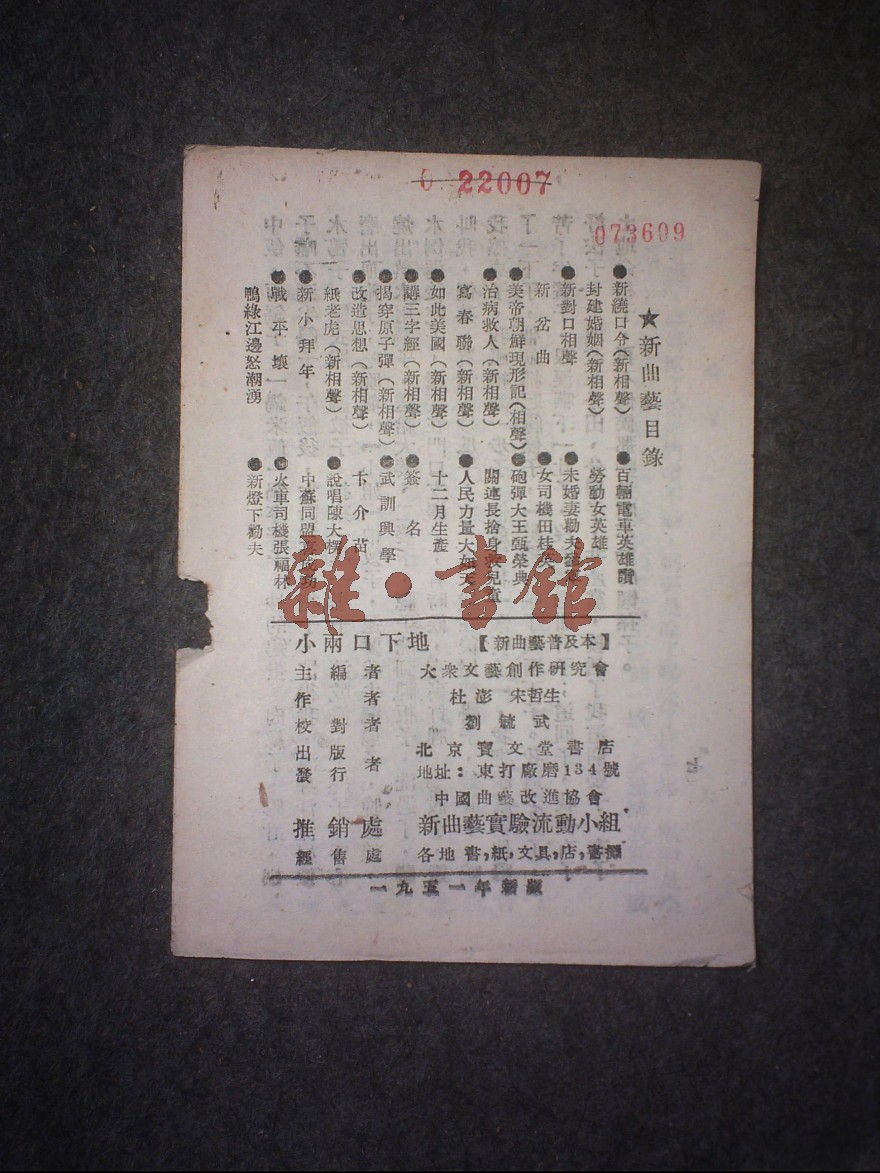 0 22007
073609
★新曲藝目錄
●新繞口令(新相聲)
封建婚姻(新相聲)
●新對口相聲
新岔曲
●美帝朝鮮現形記(相聲)
●治病救人(新相聲)
寫春聯(新相聲)
●如此美國(新相聲)
●講三字經(新相聲)
●揭穿原子彈(新相聲)
●改造思想(新相聲)
紙老虎(新相聲)
●新小拜年
●戰平壤
鴨綠江邊怒潮湧
●百輛電車英雄讚
勞動女英雄
●未婚妻勸夫
●女司機田桂英
●砲彈大王甄榮典
關連長捨身救兒童
●人民力量大如天
十二月生產
●簽名
●武訓興學
●卞介苗
●說唱陳大
中蘇同盟
●火車司機張福林
●新燈下勸夫
雜·書館
小兩口下地【新曲藝普及本】
主編者 大衆文藝創作研究會
作者 杜澎 宋哲生
校對者 劉毓武
出版者 北京寶文堂書店
發行者 地址:東打廠磨134號
中國曲藝改進協會
推銷處 新曲藝實驗流動小組
經售處 各地書,紙,文具,店,書攤
一九五一年新版